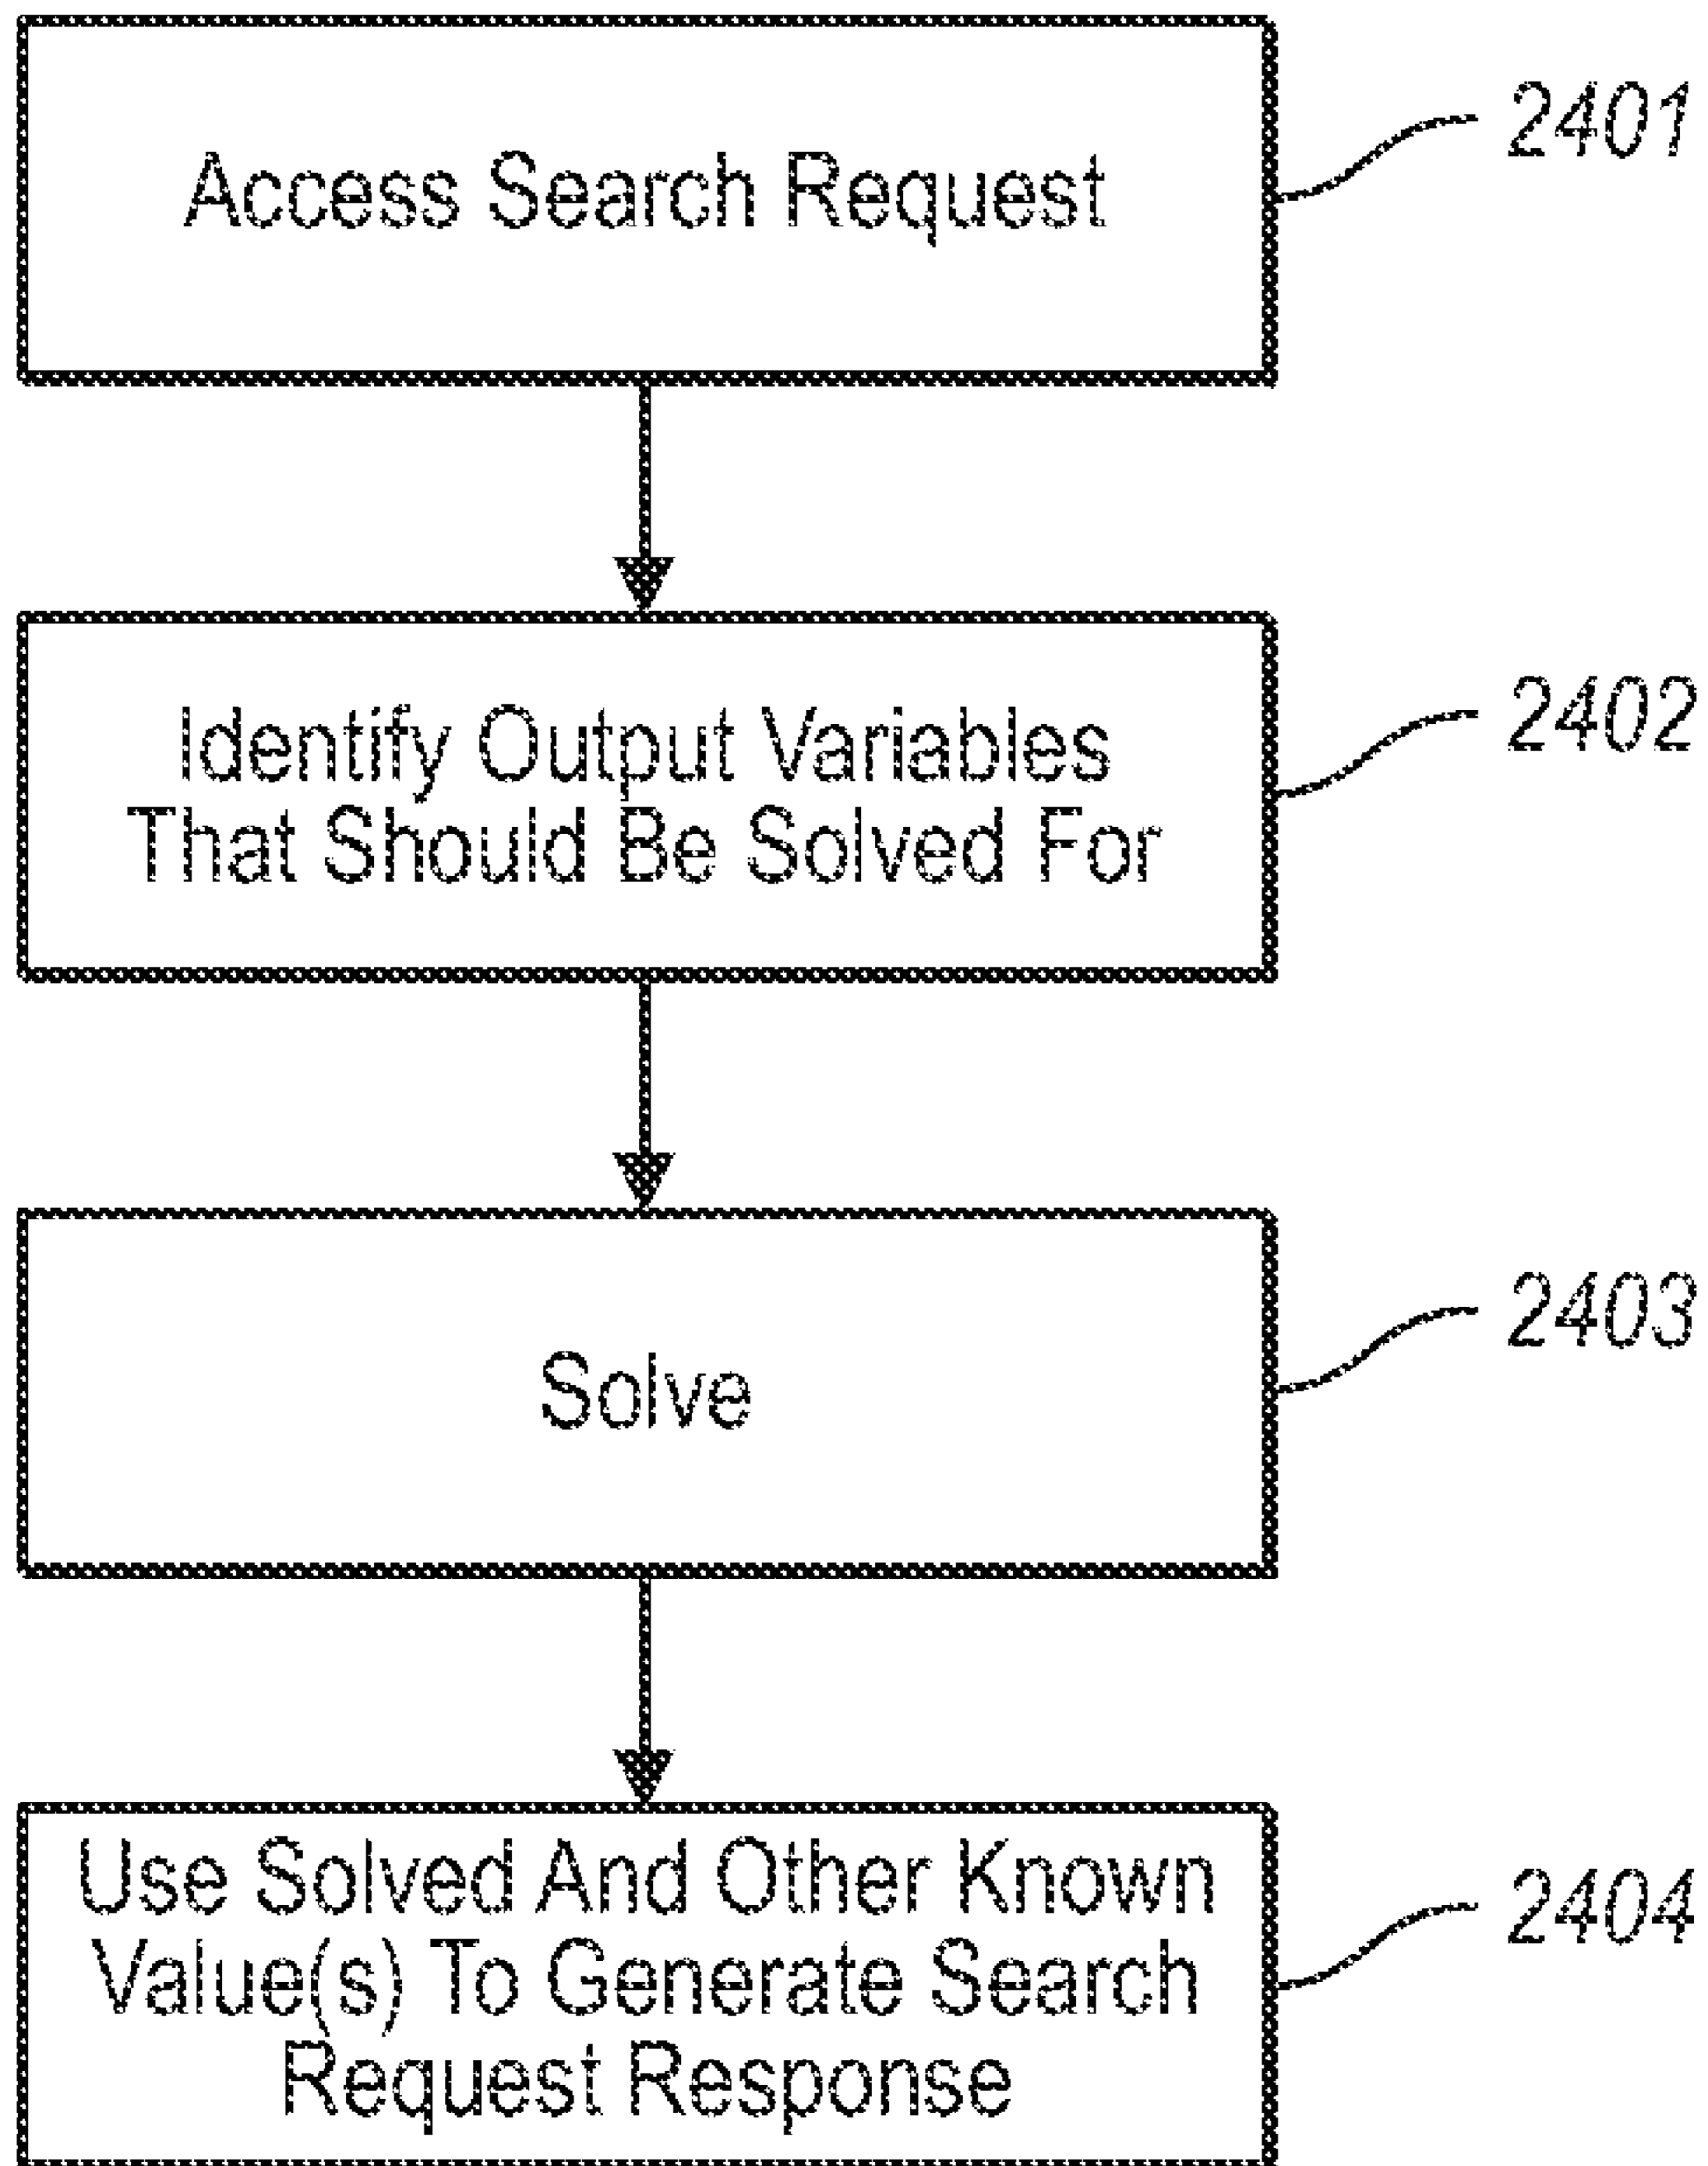 Access Search Request
2401
Identify Output Variables
That Should Be Solved For
2402
Solve
2403
Use Solved And Other Known
Value(s) To Generate Search
Request Response
2404